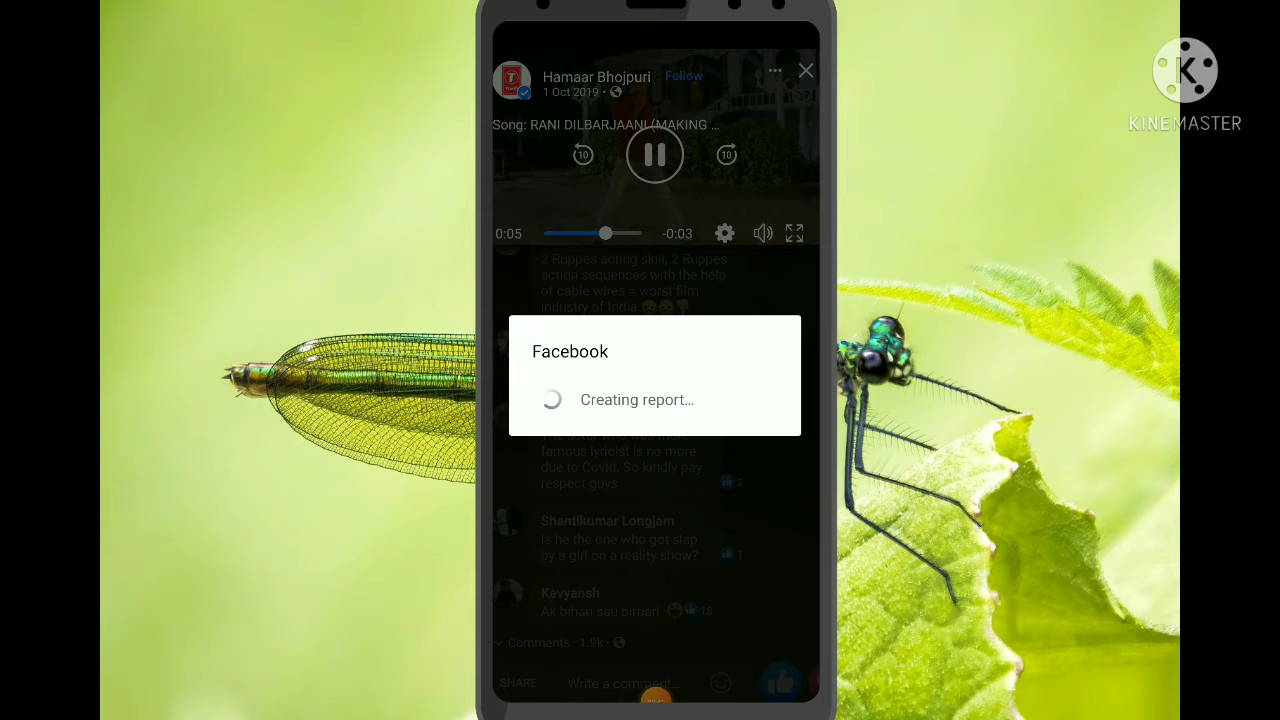 Hamaar Bhojpuri Follow
1 Oct 2019 •
Song: RANI DILBARJAANI (MAKING ...
10
10
0:05
-0:03
2 Ruppes acting skill, 2 Ruppes
action sequences with the help
of cable wires = worst film
industry of India
Facebook
Creating report...
famous lyricist is no more
due to Covid. So kindly pay
respect guys
2
Shantikumar Longjam
Is he the one who got slap
by a girl on a reality show?
1
Kavyansh
Ak bihari sau bimari 18
Comments · 1.9k ·
SHARE
Write a comment...
K
KINEMASTER